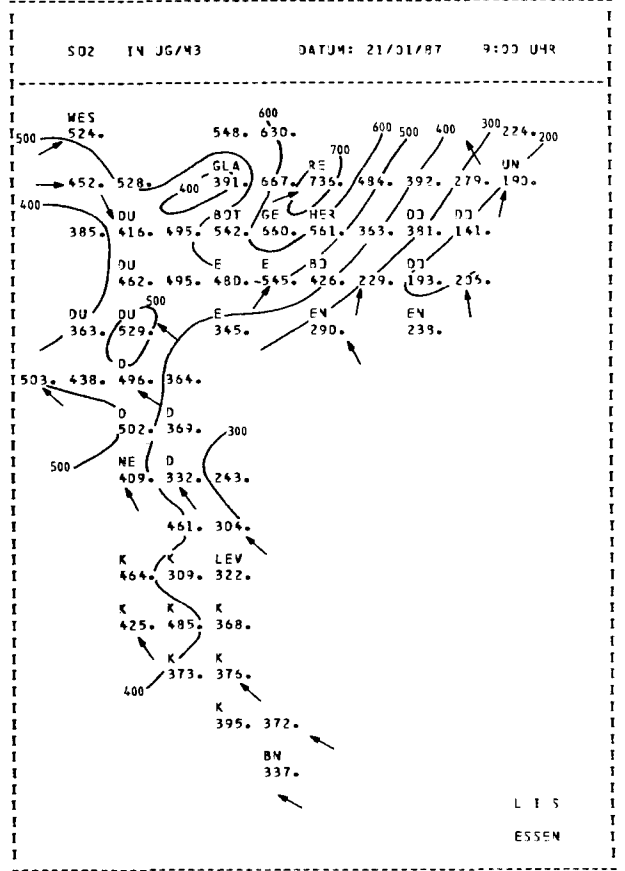 SO2 IN UG/M3 DATUM: 21/01/87 9:00 UHR
600
WES 300 200
524. 548. 630. 600 500 400 224.
500 GLA RE 700 UN
452. 528. 400 391. 667. 736. 484. 392. 279. 190.
400
DU BOT GE HER DO DO
385. 416. 495. 542. 660. 561. 363. 381. 141.
DU E E BO DO
462. 495. 480. 545. 426. 229. 193. 205.
500
DU DU E EN EN
363. 529. 345. 290. 238.
D
503. 438. 496. 364.
D D
502. 369. 300
500 NE D
409. 332. 243.
461. 304.
K K LEV
464. 309. 322.
K K K
425. 485. 368.
K K
373. 376.
400
K
395. 372.
BN
337.
L I S
ESSEN